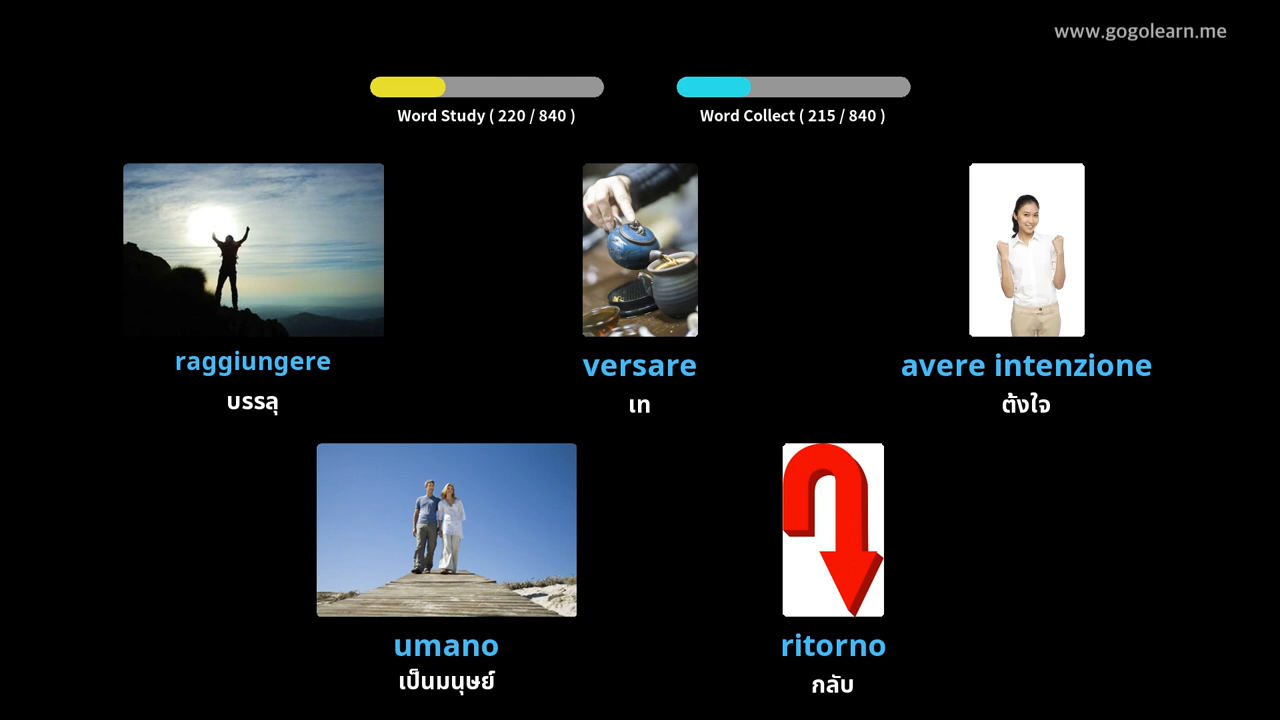 www.gogolearn.me
Word Study ( 220 / 840 )
Word Collect ( 215 / 840 )
raggiungere
บรรลุ
versare
เท
avere intenzione
ตั้งใจ
umano
เป็นมนุษย์
ritorno
กลับ